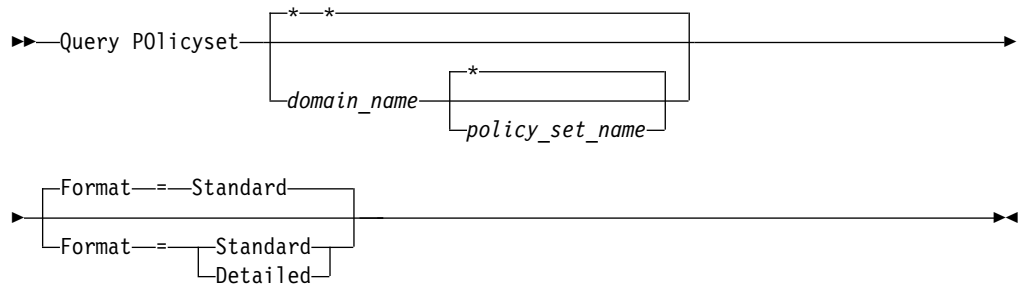 * *
Query POlicyset
*
domain_name
policy_set_name
Format = Standard
Format = Standard
Detailed